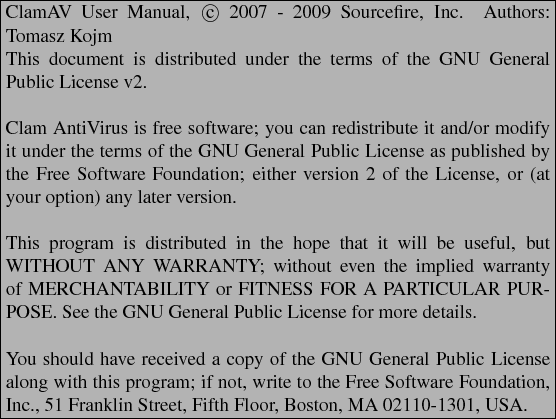 ClamAV User Manual, © 2007 - 2009 Sourcefire, Inc. Authors:
Tomasz Kojm
This document is distributed under the terms of the GNU General
Public License v2.
Clam AntiVirus is free software; you can redistribute it and/or modify
it under the terms of the GNU General Public License as published by
the Free Software Foundation; either version 2 of the License, or (at
your option) any later version.
This program is distributed in the hope that it will be useful, but
WITHOUT ANY WARRANTY; without even the implied warranty
of MERCHANTABILITY or FITNESS FOR A PARTICULAR PUR-
POSE. See the GNU General Public License for more details.
You should have received a copy of the GNU General Public License
along with this program; if not, write to the Free Software Foundation,
Inc., 51 Franklin Street, Fifth Floor, Boston, MA 02110-1301, USA.